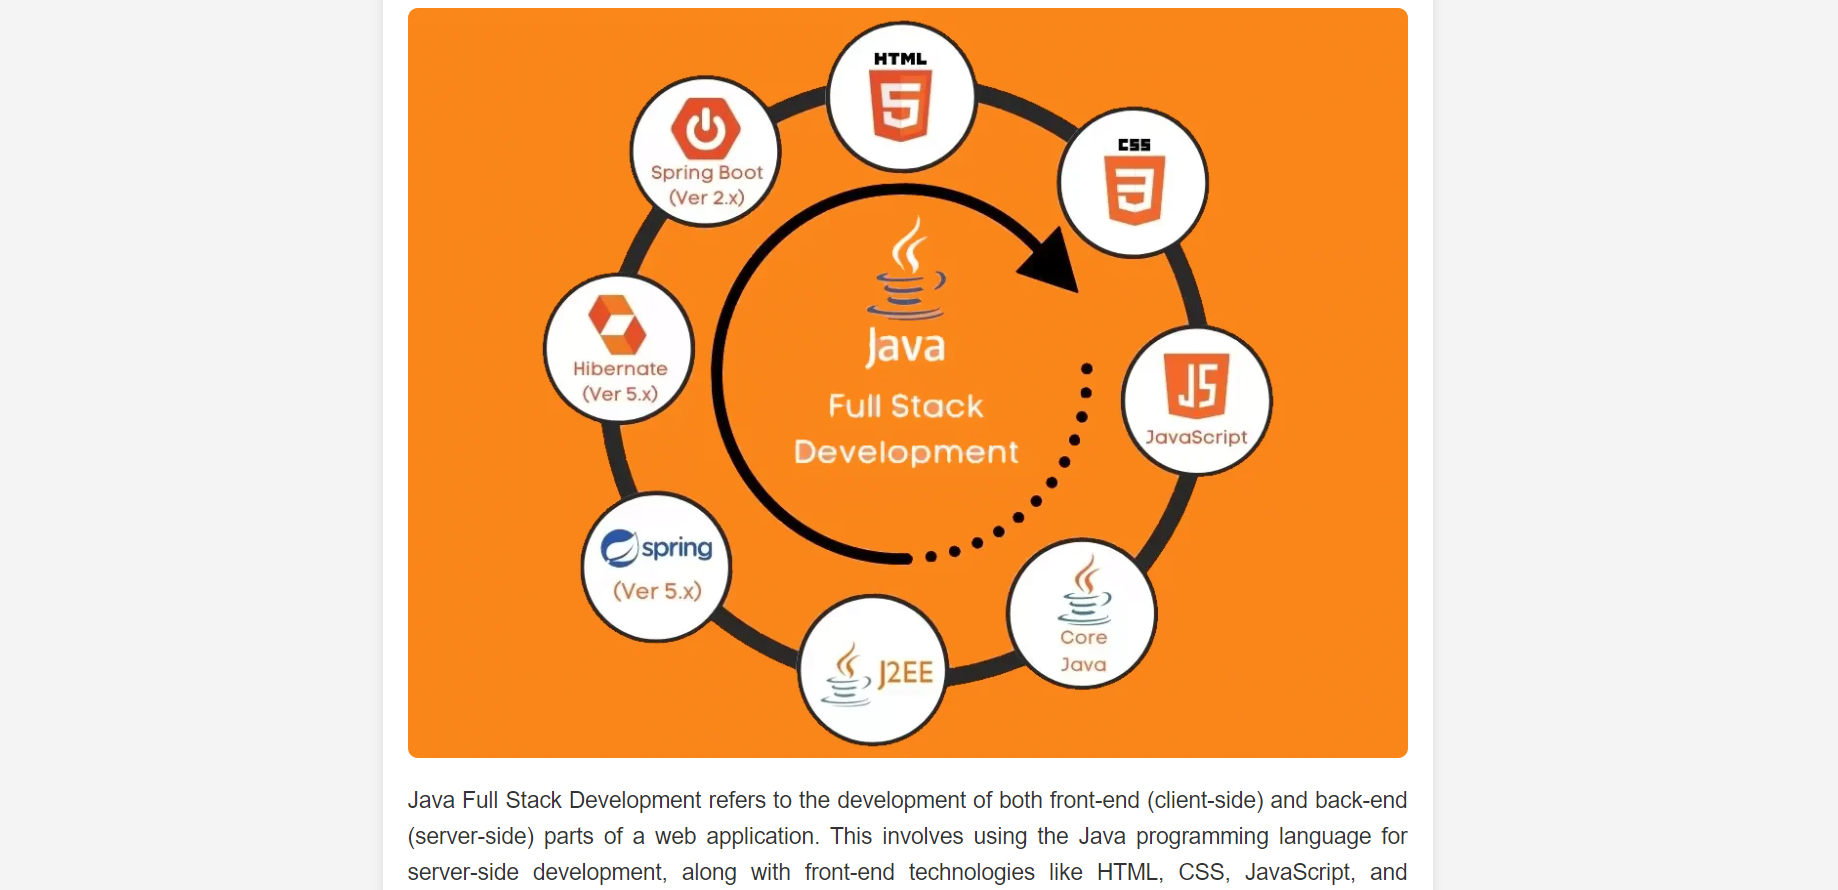 HTML
5
CSS
3
JS
JavaScript
Core
Java
J2EE
spring
(Ver 5.x)
Hibernate
(Ver 5.x)
Spring Boot
(Ver 2.x)
Java
Full Stack
Development
Java Full Stack Development refers to the development of both front-end (client-side) and back-end
(server-side) parts of a web application. This involves using the Java programming language for
server-side development, along with front-end technologies like HTML, CSS, JavaScript, and